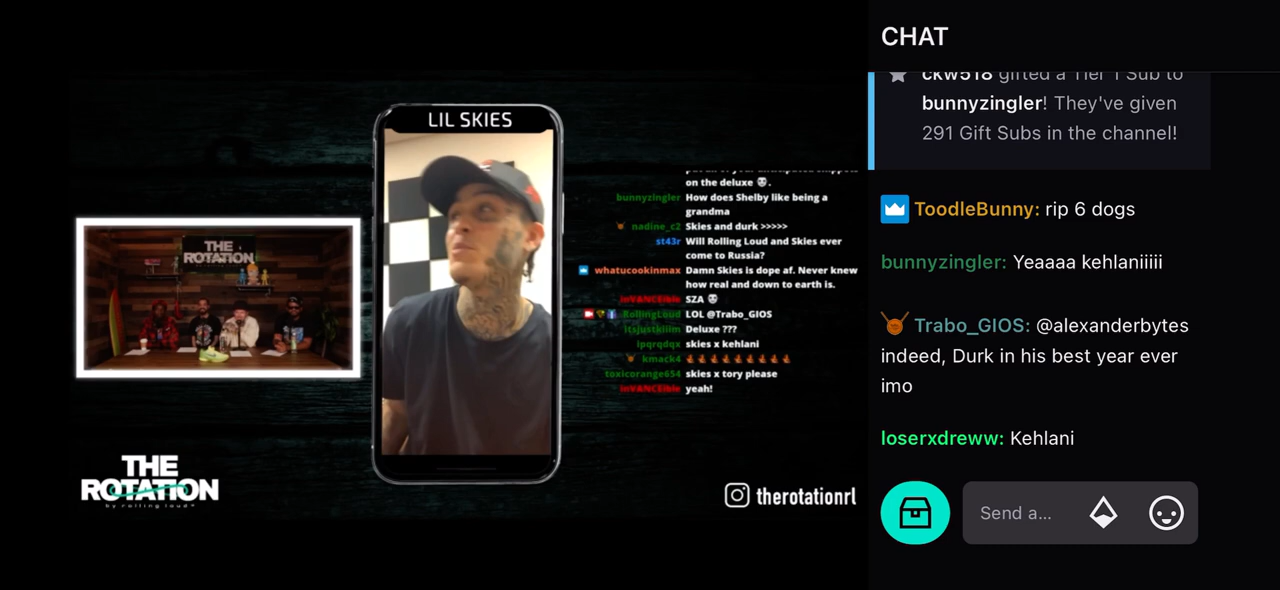 LIL SKIES
THE
ROTATION
on the deluxe 💀.
bunnyzingler How does Shelby like being a
grandma
nadine_c2 Skies and durk >>>>>
st43r Will Rolling Loud and Skies ever
come to Russia?
whatucookinmax Damn Skies is dope af. Never knew
how real and down to earth is.
inVANCEible SZA 💀
RollingLoud LOL @Trabo_GIOS
itsjustkliim Deluxe ???
ipqrqdqx skies x kehlani
kmack4
toxicorange654 skies x tory please
inVANCEible yeah!
THE
ROTATION
by rolling loud
therotationrl
CHAT
ckw518 gifted a Tier 1 Sub to
bunnyzingler! They've given
291 Gift Subs in the channel!
ToodleBunny: rip 6 dogs
bunnyzingler: Yeaaaa kehlaniiiii
Trabo_GIOS: @alexanderbytes
indeed, Durk in his best year ever
imo
loserxdreww: Kehlani
Send a...